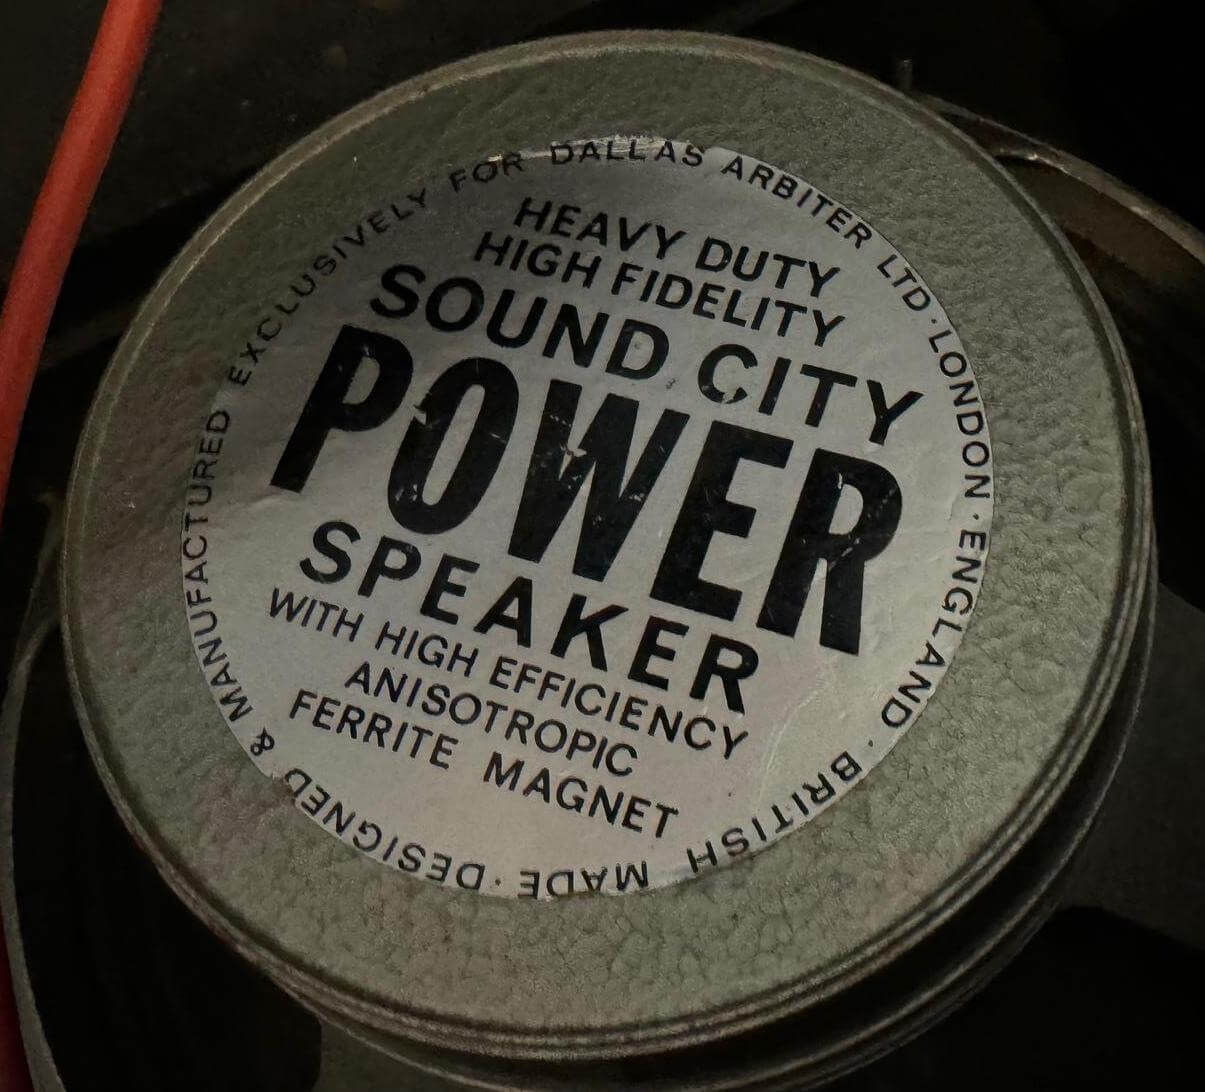 HEAVY DUTY
HIGH FIDELITY
SOUND CITY
POWER
SPEAKER
WITH HIGH EFFICIENCY
ANISOTROPIC
FERRITE MAGNET
DESIGNED & MANUFACTURED EXCLUSIVELY FOR DALLAS ARBITER LTD · LONDON · ENGLAND · BRITISH MADE ·